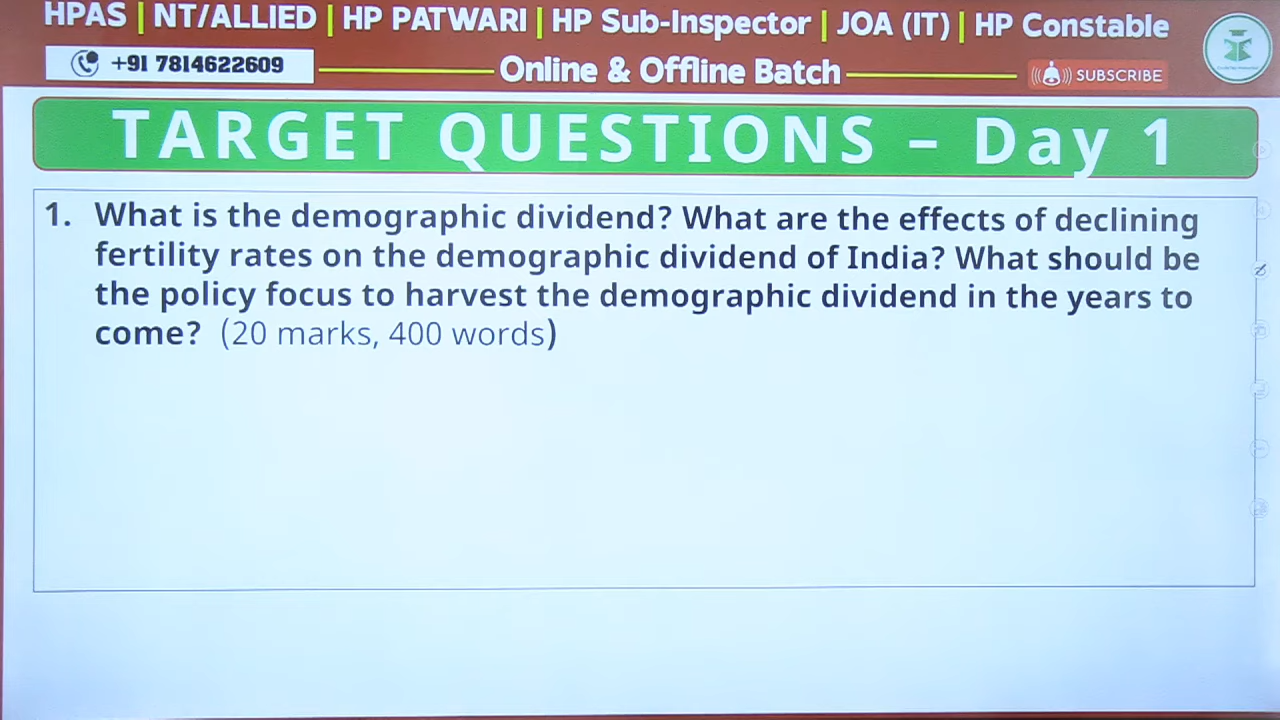 HPAS | NT/ALLIED | HP PATWARI | HP Sub-Inspector | JOA (IT) | HP Constable
+91 7814622609
Online & Offline Batch
SUBSCRIBE
TARGET QUESTIONS – Day 1
1. What is the demographic dividend? What are the effects of declining
fertility rates on the demographic dividend of India? What should be
the policy focus to harvest the demographic dividend in the years to
come? (20 marks, 400 words)